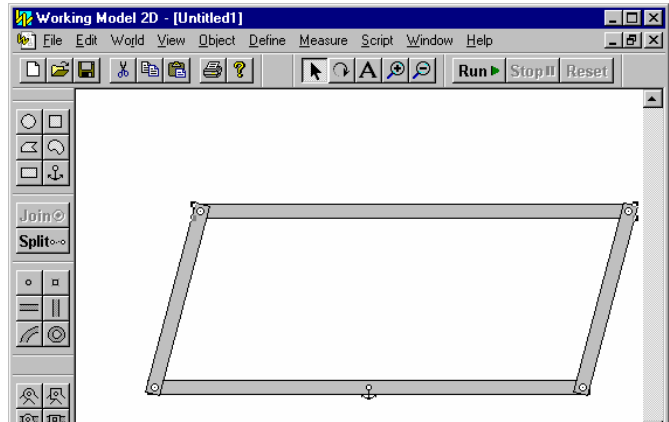 Working Model 2D - [Untitled1]
File Edit World View Object Define Measure Script Window Help
A Run Stop Reset
Join
Split